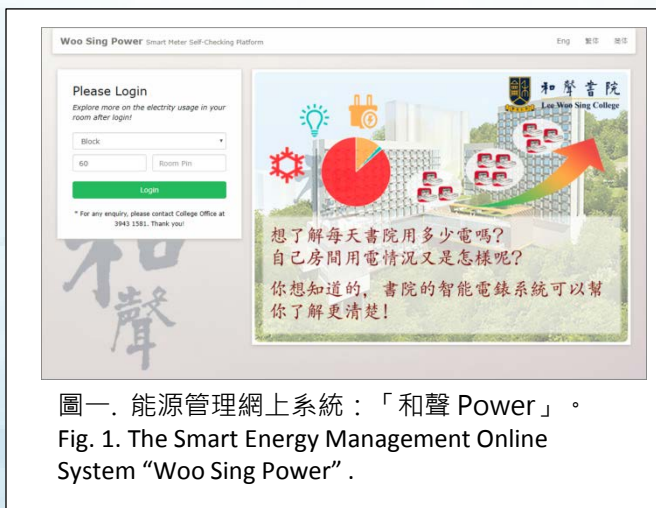 Woo Sing Power Smart Meter Self-Checking Platform
Eng 繁体 简体
Please Login
Explore more on the electrity usage in your
room after login!
Block
60 Room Pin
Login
* For any enquiry, please contact College Office at
3943 1581. Thank you!
和聲
和聲書院
Lee Woo Sing College
想了解每天書院用多少電嗎?
自己房間用電情況又是怎樣呢?
你想知道的，書院的智能電錶系統可以幫
你了解更清楚!
圖一. 能源管理網上系統：「和聲 Power」。
Fig. 1. The Smart Energy Management Online
System “Woo Sing Power” .